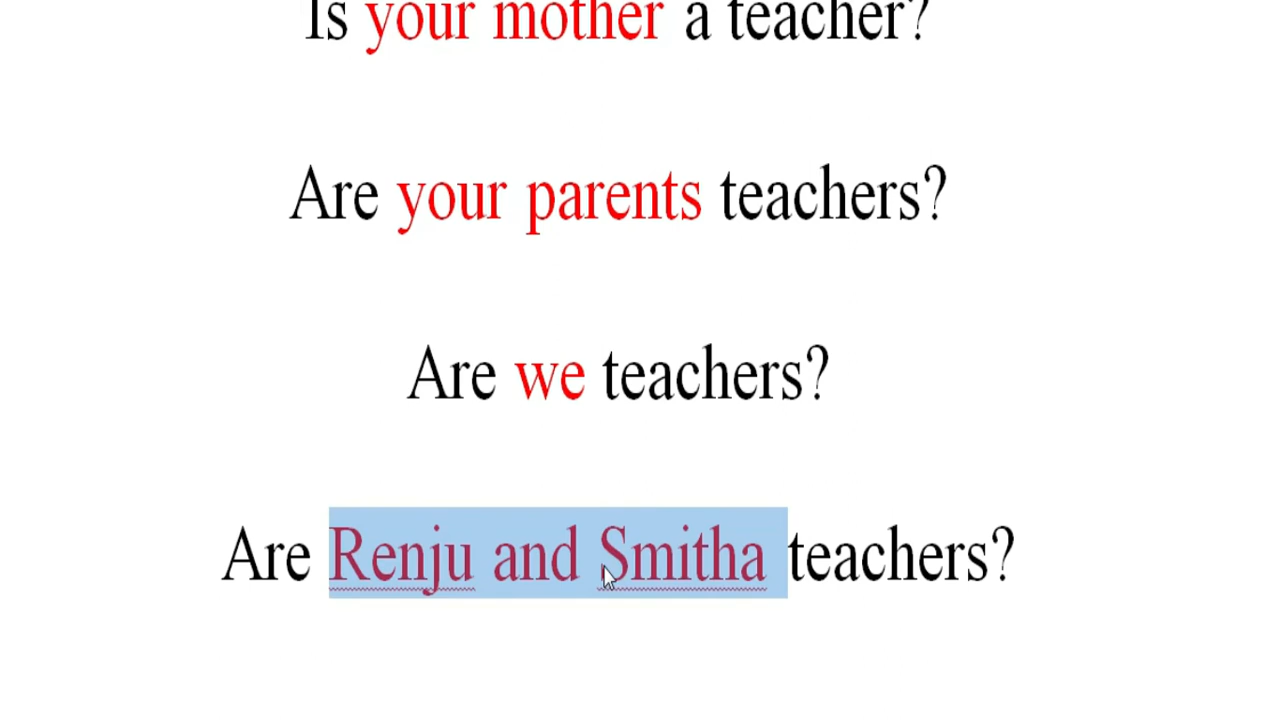 Is your mother a teacher?
Are your parents teachers?
Are we teachers?
Are Renju and Smitha teachers?